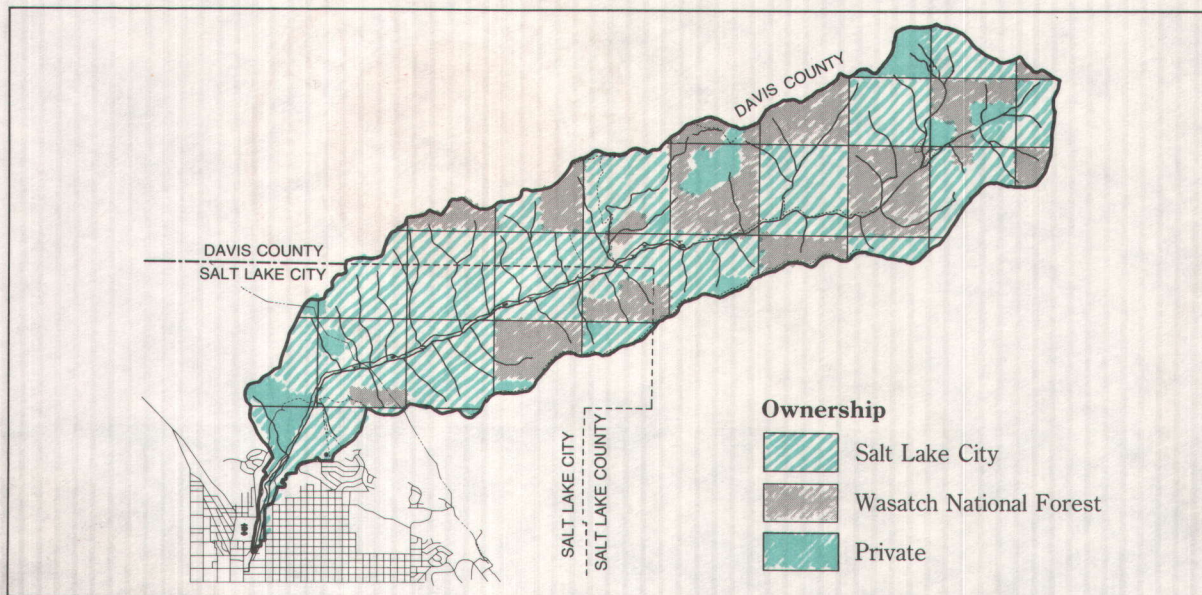 DAVIS COUNTY
DAVIS COUNTY
SALT LAKE CITY
SALT LAKE CITY
SALT LAKE COUNTY
Ownership
Salt Lake City
Wasatch National Forest
Private